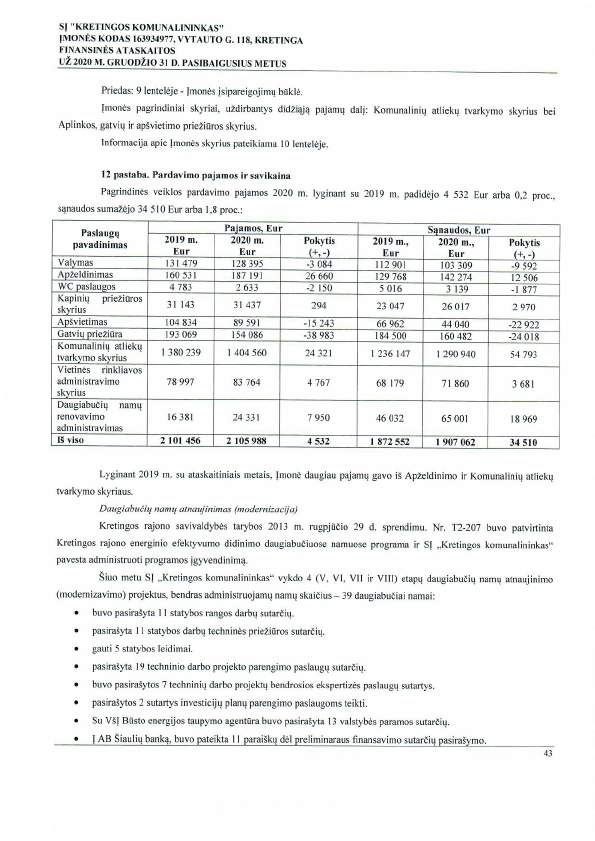 SĮ "KRETINGOS KOMUNALININKAS"
ĮMONĖS KODAS 163934977, VYTAUTO G. 118, KRETINGA
FINANSINĖS ATASKAITOS
UŽ 2020 M. GRUODŽIO 31 D. PASIBAIGUSIUS METUS
Priedas: 9 lentelėje - Įmonės įsipareigojimų būklė.
Įmonės pagrindiniai skyriai, uždirbantys didžiąją pajamų dalį: Komunalinių atliekų tvarkymo skyrius bei
Aplinkos, gatvių ir apšvietimo priežiūros skyrius.
Informacija apie Įmonės skyrius pateikiama 10 lentelėje.
12 pastaba. Pardavimo pajamos ir savikaina
Pagrindinės veiklos pardavimo pajamos 2020 m. lyginant su 2019 m. padidėjo 4 532 Eur arba 0,2 proc.,
sąnaudos sumažėjo 34 510 Eur arba 1,8 proc.:
Paslaugų pavadinimas Pajamos, Eur Sąnaudos, Eur
2019 m. Eur 2020 m. Eur Pokytis (+, -) 2019 m., Eur 2020 m., Eur Pokytis (+, -)
Valymas 131 479 128 395 -3 084 112 901 103 309 -9 592
Apželdinimas 160 531 187 191 26 660 129 768 142 274 12 506
WC paslaugos 4 783 2 633 -2 150 5 016 3 139 -1 877
Kapinių priežiūros skyrius 31 143 31 437 294 23 047 26 017 2 970
Apšvietimas 104 834 89 591 -15 243 66 962 44 040 -22 922
Gatvių priežiūra 193 069 154 086 -38 983 184 500 160 482 -24 018
Komunalinių atliekų tvarkymo skyrius 1 380 239 1 404 560 24 321 1 236 147 1 290 940 54 793
Vietinės rinkliavos administravimo skyrius 78 997 83 764 4 767 68 179 71 860 3 681
Daugiabučių namų renovavimo administravimas 16 381 24 331 7 950 46 032 65 001 18 969
Iš viso 2 101 456 2 105 988 4 532 1 872 552 1 907 062 34 510
Lyginant 2019 m. su ataskaitiniais metais, Įmonė daugiau pajamų gavo iš Apželdinimo ir Komunalinių atliekų
tvarkymo skyriaus.
Daugiabučių namų atnaujinimas (modernizacija)
Kretingos rajono savivaldybės tarybos 2013 m. rugpjūčio 29 d. sprendimu. Nr. T2-207 buvo patvirtinta
Kretingos rajono energinio efektyvumo didinimo daugiabučiuose namuose programa ir SĮ „Kretingos komunalininkas“
pavesta administruoti programos įgyvendinimą.
Šiuo metu SĮ „Kretingos komunalininkas“ vykdo 4 (V, VI, VII ir VIII) etapų daugiabučių namų atnaujinimo
(modernizavimo) projektus, bendras administruojamų namų skaičius – 39 daugiabučiai namai:
• buvo pasirašyta 11 statybos rangos darbų sutarčių.
• pasirašyta 11 statybos darbų techninės priežiūros sutarčių.
• gauti 5 statybos leidimai.
• pasirašyta 19 techninio darbo projekto parengimo paslaugų sutarčių.
• buvo pasirašytos 7 techninių darbo projektų bendrosios ekspertizės paslaugų sutartys.
• pasirašytos 2 sutartys investicijų planų parengimo paslaugoms teikti.
• Su VšĮ Būsto energijos taupymo agentūra buvo pasirašyta 13 valstybės paramos sutarčių.
• Į AB Šiaulių banką, buvo pateikta 11 paraiškų dėl preliminaraus finansavimo sutarčių pasirašymo.
43